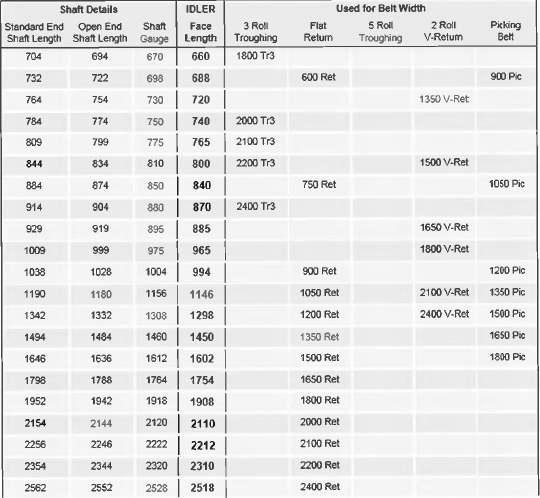 Shaft Details IDLER Used for Belt Width
Standard End Shaft Length Open End Shaft Length Shaft Gauge Face Length 3 Roll Troughing Flat Return 5 Roll Troughing 2 Roll V-Return Picking Belt
704 694 670 660 1800 Tr3
732 722 698 688 600 Ret 900 Pic
764 754 730 720 1350 V-Ret
784 774 750 740 2000 Tr3
809 799 775 765 2100 Tr3
844 834 810 800 2200 Tr3 1500 V-Ret
884 874 850 840 750 Ret 1050 Pic
914 904 880 870 2400 Tr3
929 919 895 885 1650 V-Ret
1009 999 975 965 1800 V-Ret
1038 1028 1004 994 900 Ret 1200 Pic
1190 1180 1156 1146 1050 Ret 2100 V-Ret 1350 Pic
1342 1332 1308 1298 1200 Ret 2400 V-Ret 1500 Pic
1494 1484 1460 1450 1350 Ret 1650 Pic
1646 1636 1612 1602 1500 Ret 1800 Pic
1798 1788 1764 1754 1650 Ret
1952 1942 1918 1908 1800 Ret
2154 2144 2120 2110 2000 Ret
2256 2246 2222 2212 2100 Ret
2354 2344 2320 2310 2200 Ret
2562 2552 2528 2518 2400 Ret